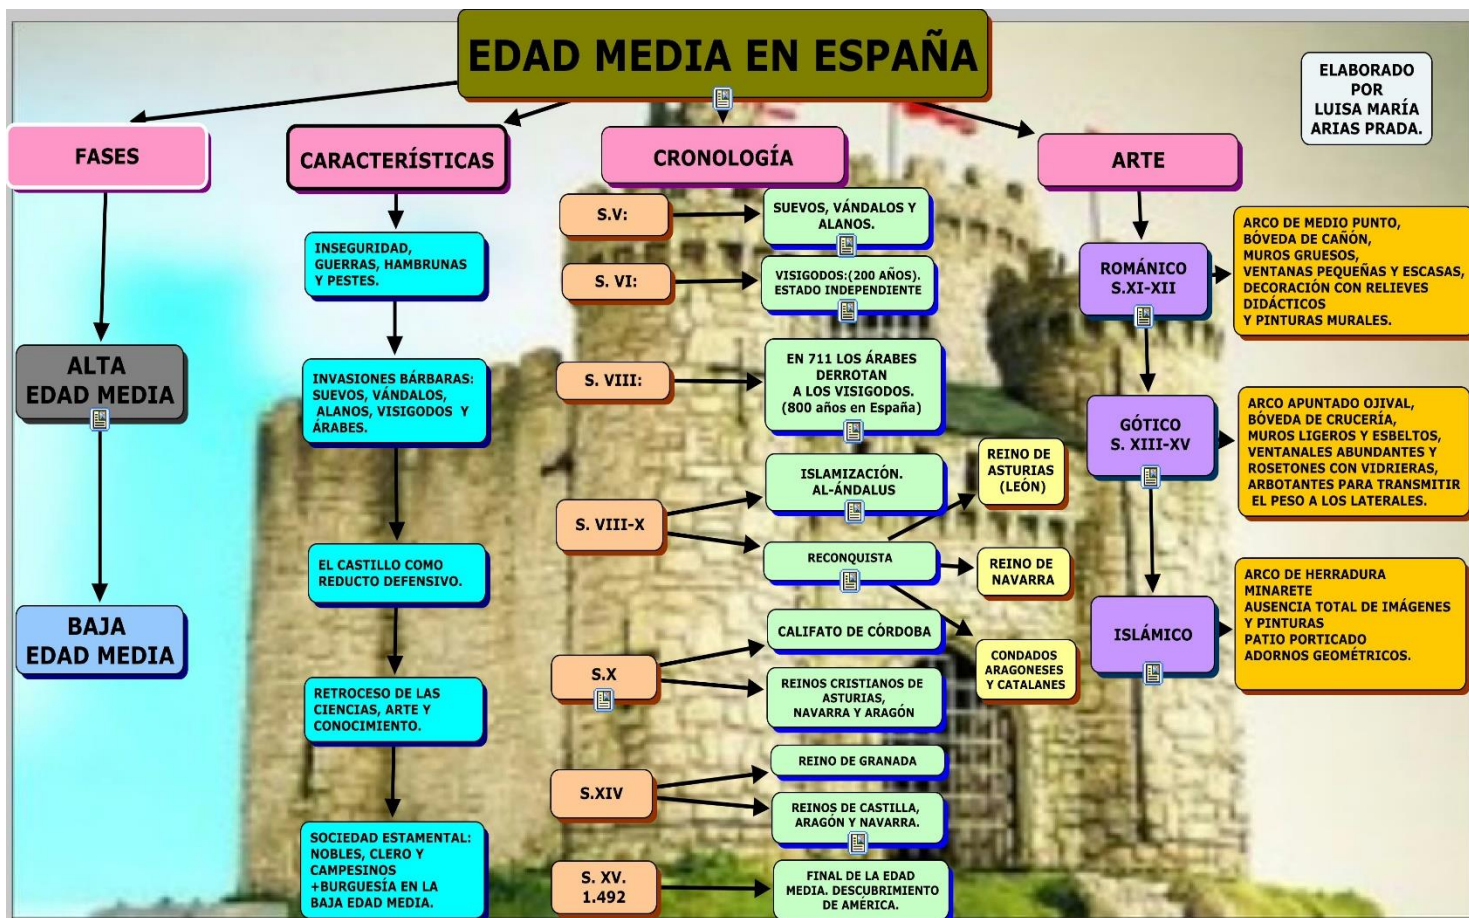 EDAD MEDIA EN ESPAÑA
ELABORADO
POR
LUISA MARÍA
ARIAS PRADA.
FASES
ALTA
EDAD MEDIA
BAJA
EDAD MEDIA
CARACTERÍSTICAS
INSEGURIDAD,
GUERRAS, HAMBRUNAS
Y PESTES.
INVASIONES BÁRBARAS:
SUEVOS, VÁNDALOS,
ALANOS, VISIGODOS Y
ÁRABES.
EL CASTILLO COMO
REDUCTO DEFENSIVO.
RETROCESO DE LAS
CIENCIAS, ARTE Y
CONOCIMIENTO.
SOCIEDAD ESTAMENTAL:
NOBLES, CLERO Y
CAMPESINOS
+BURGUESÍA EN LA
BAJA EDAD MEDIA.
CRONOLOGÍA
S.V:
SUEVOS, VÁNDALOS Y
ALANOS.
S. VI:
VISIGODOS:(200 AÑOS).
ESTADO INDEPENDIENTE
S. VIII:
EN 711 LOS ÁRABES
DERROTAN
A LOS VISIGODOS.
(800 años en España)
S. VIII-X
ISLAMIZACIÓN.
AL-ÁNDALUS
RECONQUISTA
REINO DE
ASTURIAS
(LEÓN)
REINO DE
NAVARRA
CONDADOS
ARAGONESES
Y CATALANES
S.X
CALIFATO DE CÓRDOBA
REINOS CRISTIANOS DE
ASTURIAS,
NAVARRA Y ARAGÓN
S.XIV
REINO DE GRANADA
REINOS DE CASTILLA,
ARAGÓN Y NAVARRA.
S. XV.
1.492
FINAL DE LA EDAD
MEDIA. DESCUBRIMIENTO
DE AMÉRICA.
ARTE
ROMÁNICO
S.XI-XII
ARCO DE MEDIO PUNTO,
BÓVEDA DE CAÑÓN,
MUROS GRUESOS,
VENTANAS PEQUEÑAS Y ESCASAS,
DECORACIÓN CON RELIEVES
DIDÁCTICOS
Y PINTURAS MURALES.
GÓTICO
S. XIII-XV
ARCO APUNTADO OJIVAL,
BÓVEDA DE CRUCERÍA,
MUROS LIGEROS Y ESBELTOS,
VENTANALES ABUNDANTES Y
ROSETONES CON VIDRIERAS,
ARBOTANTES PARA TRANSMITIR
EL PESO A LOS LATERALES.
ISLÁMICO
ARCO DE HERRADURA
MINARETE
AUSENCIA TOTAL DE IMÁGENES
Y PINTURAS
PATIO PORTICADO
ADORNOS GEOMÉTRICOS.